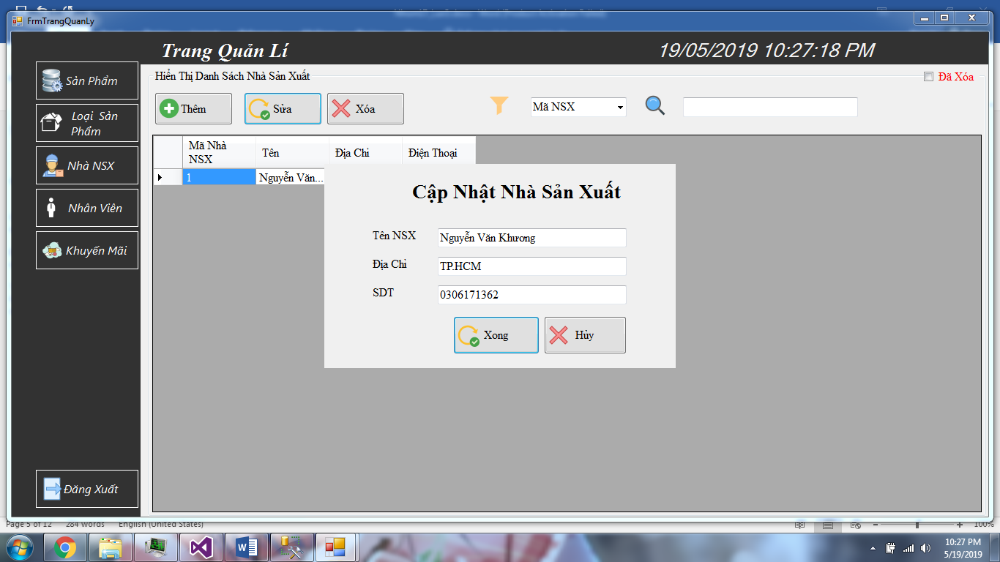 FrmTrangQuanLy
Trang Quản Lí
19/05/2019 10:27:18 PM
Sản Phẩm
Loại Sản
Phẩm
Nhà NSX
Nhân Viên
Khuyến Mãi
Đăng Xuất
Hiển Thị Danh Sách Nhà Sản Xuất
Đã Xóa
Thêm
Sửa
Xóa
Mã NSX
Mã Nhà
NSX
Tên
Địa Chỉ
Điện Thoại
1
Nguyễn Văn...
Cập Nhật Nhà Sản Xuất
Tên NSX
Nguyễn Văn Khương
Địa Chỉ
TP.HCM
SDT
0306171362
Xong
Hủy
Page 5 of 12
284 words
English (United States)
100%
10:27 PM
5/19/2019